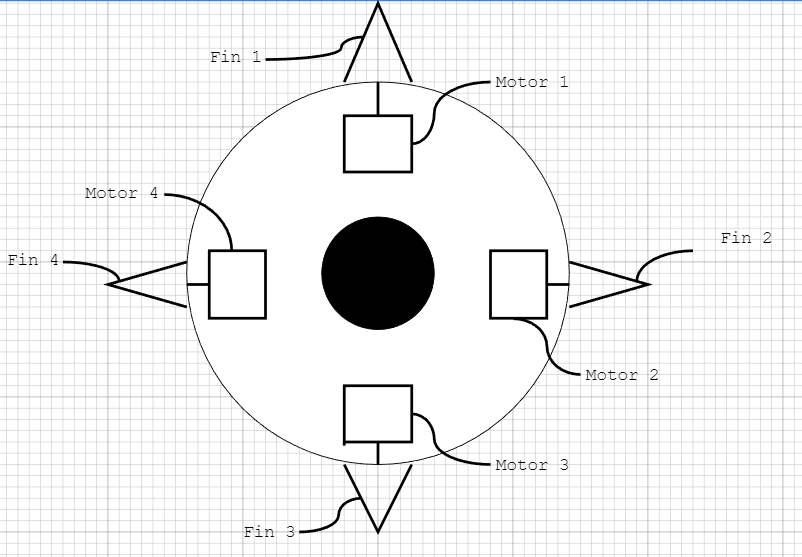 Fin 1
Motor 1
Motor 4
Fin 2
Fin 4
Motor 2
Motor 3
Fin 3